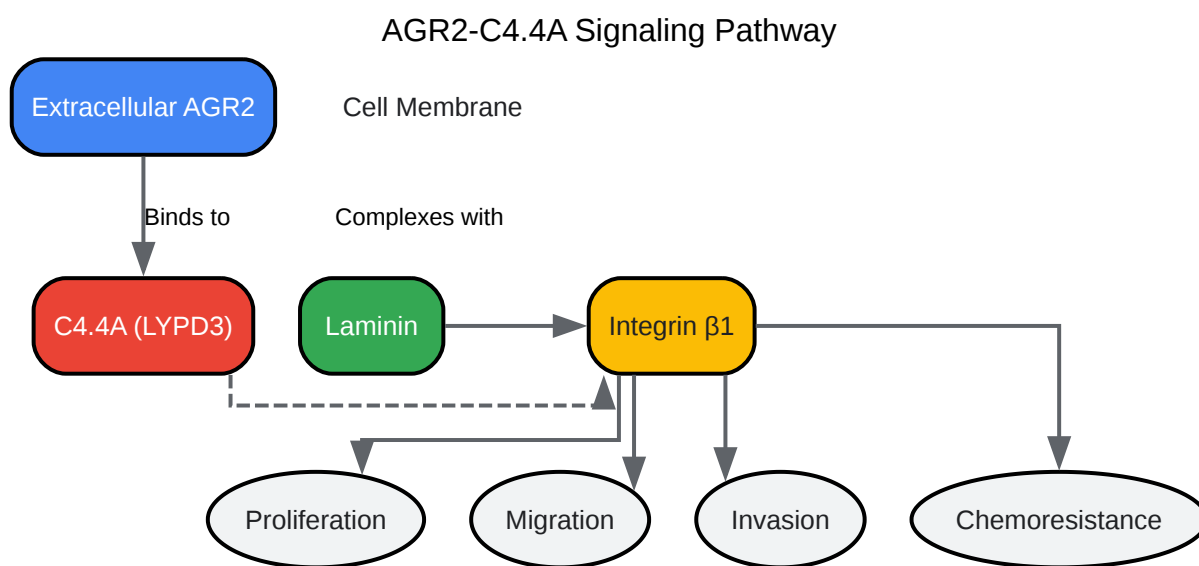 AGR2-C4.4A Signaling Pathway
Extracellular AGR2
Cell Membrane
Binds to
Complexes with
C4.4A (LYPD3)
Laminin
Integrin β1
Proliferation
Migration
Invasion
Chemoresistance